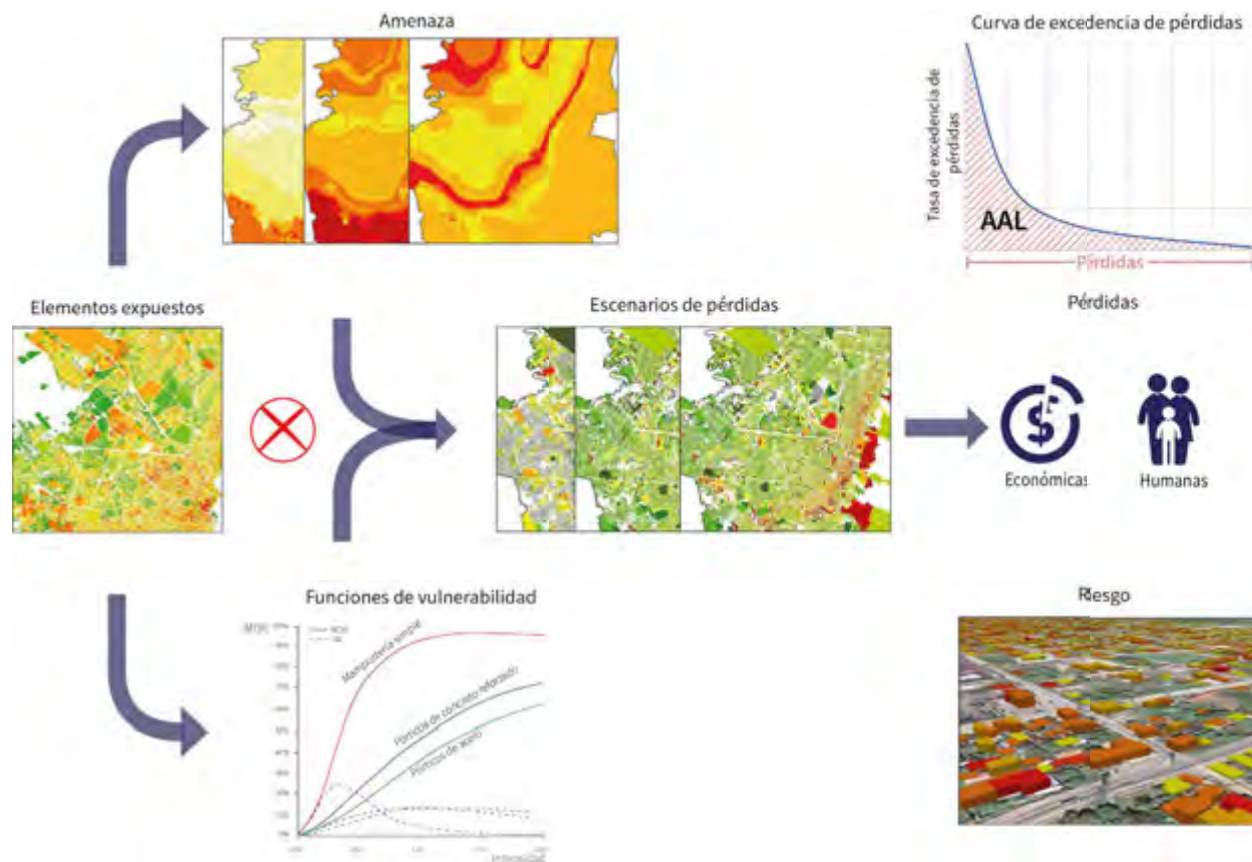 Amenaza
Curva de excedencia de pérdidas
Tasa de excedencia de
pérdidas
AAL
Pérdidas
Elementos expuestos
Escenarios de pérdidas
Pérdidas
$
Económicas
Humanas
Funciones de vulnerabilidad
Mampostería simple
Pórticos de concreto reforzado
Pórticos de acero
Riesgo